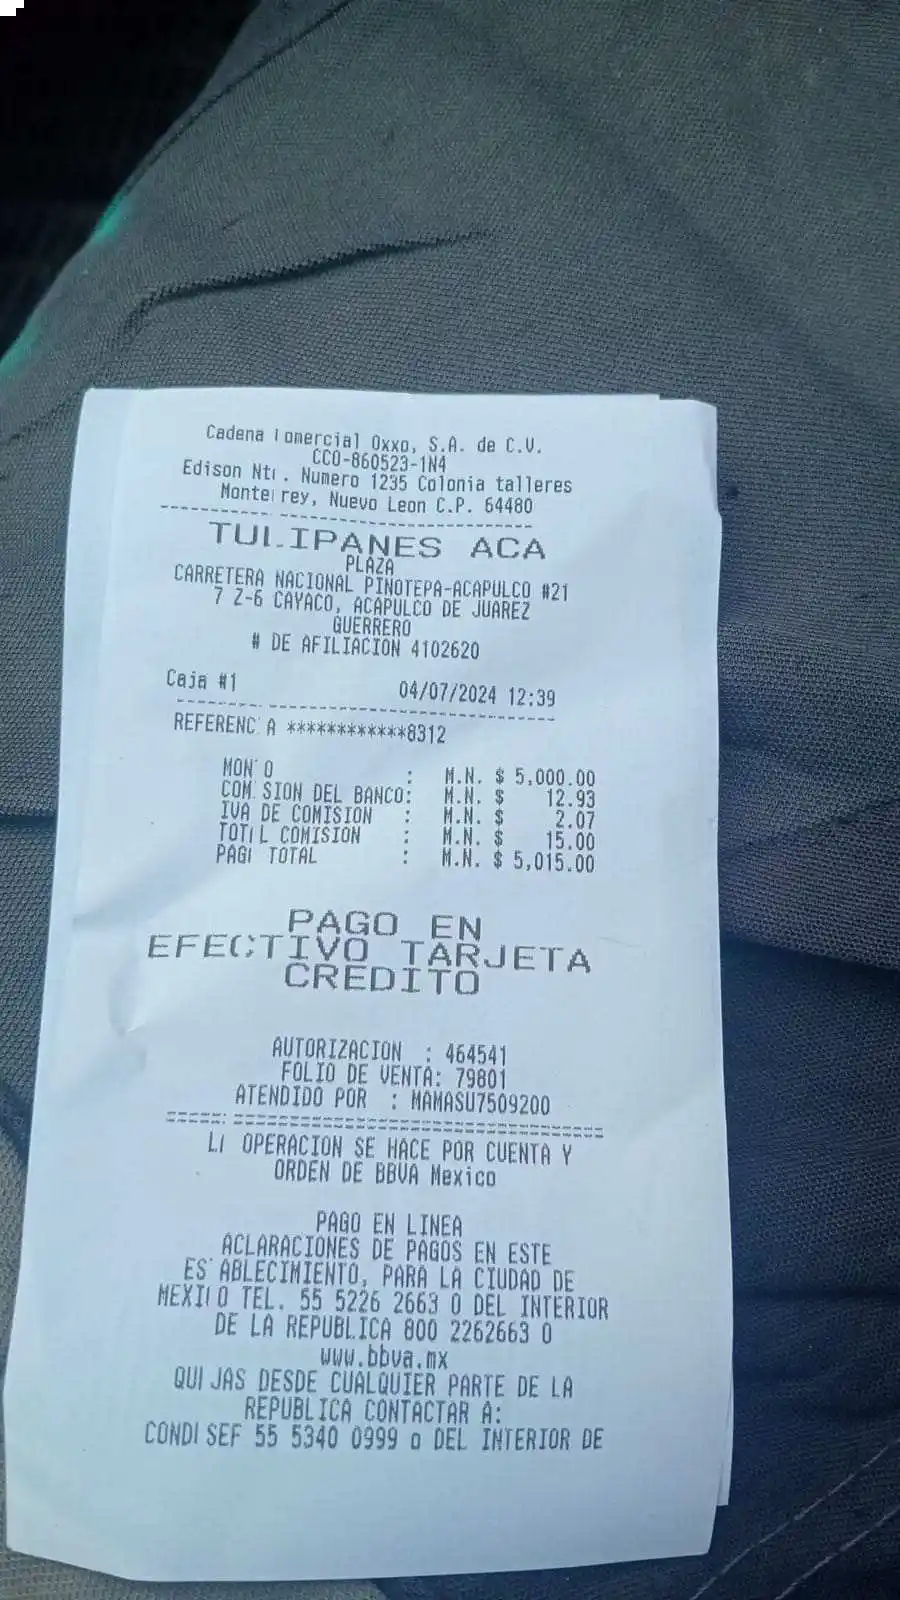 Cadena Comercial Oxxo, S.A. de C.V.
CCO-860523-1N4
Edison Nte. Numero 1235 Colonia talleres
Monterrey, Nuevo Leon C.P. 64480
TULIPANES ACA
PLAZA
CARRETERA NACIONAL PINOTEPA-ACAPULCO #21
7 Z-6 CAYACO, ACAPULCO DE JUAREZ
GUERRERO
# DE AFILIACION 4102620
Caja #1 04/07/2024 12:39
REFERENCIA ************8312
MONTO : M.N. $ 5,000.00
COMISION DEL BANCO: M.N. $ 12.93
IVA DE COMISION : M.N. $ 2.07
TOTAL COMISION : M.N. $ 15.00
PAGO TOTAL : M.N. $ 5,015.00
PAGO EN
EFECTIVO TARJETA
CREDITO
AUTORIZACION : 464541
FOLIO DE VENTA: 79801
ATENDIDO POR : MAMASU7509200
LA OPERACION SE HACE POR CUENTA Y
ORDEN DE BBVA Mexico
PAGO EN LINEA
ACLARACIONES DE PAGOS EN ESTE
ESTABLECIMIENTO, PARA LA CIUDAD DE
MEXICO TEL. 55 5226 2663 O DEL INTERIOR
DE LA REPUBLICA 800 2262663 O
www.bbva.mx
QUEJAS DESDE CUALQUIER PARTE DE LA
REPUBLICA CONTACTAR A:
CONDUSEF 55 5340 0999 o DEL INTERIOR DE